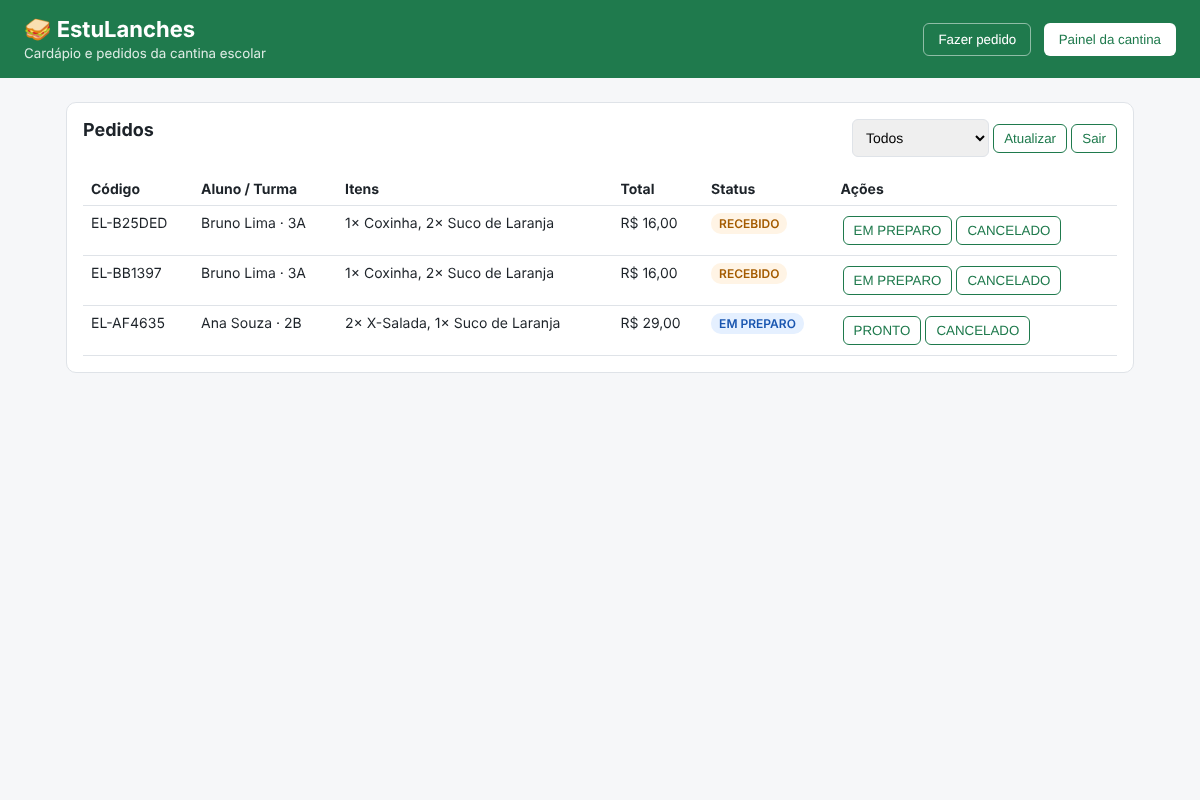 EstuLanches
Cardápio e pedidos da cantina escolar
Fazer pedido
Painel da cantina
Pedidos
Todos
Atualizar
Sair
Código Aluno / Turma Itens Total Status Ações
EL-B25DED Bruno Lima · 3A 1× Coxinha, 2× Suco de Laranja R$ 16,00 RECEBIDO EM PREPARO CANCELADO
EL-BB1397 Bruno Lima · 3A 1× Coxinha, 2× Suco de Laranja R$ 16,00 RECEBIDO EM PREPARO CANCELADO
EL-AF4635 Ana Souza · 2B 2× X-Salada, 1× Suco de Laranja R$ 29,00 EM PREPARO PRONTO CANCELADO